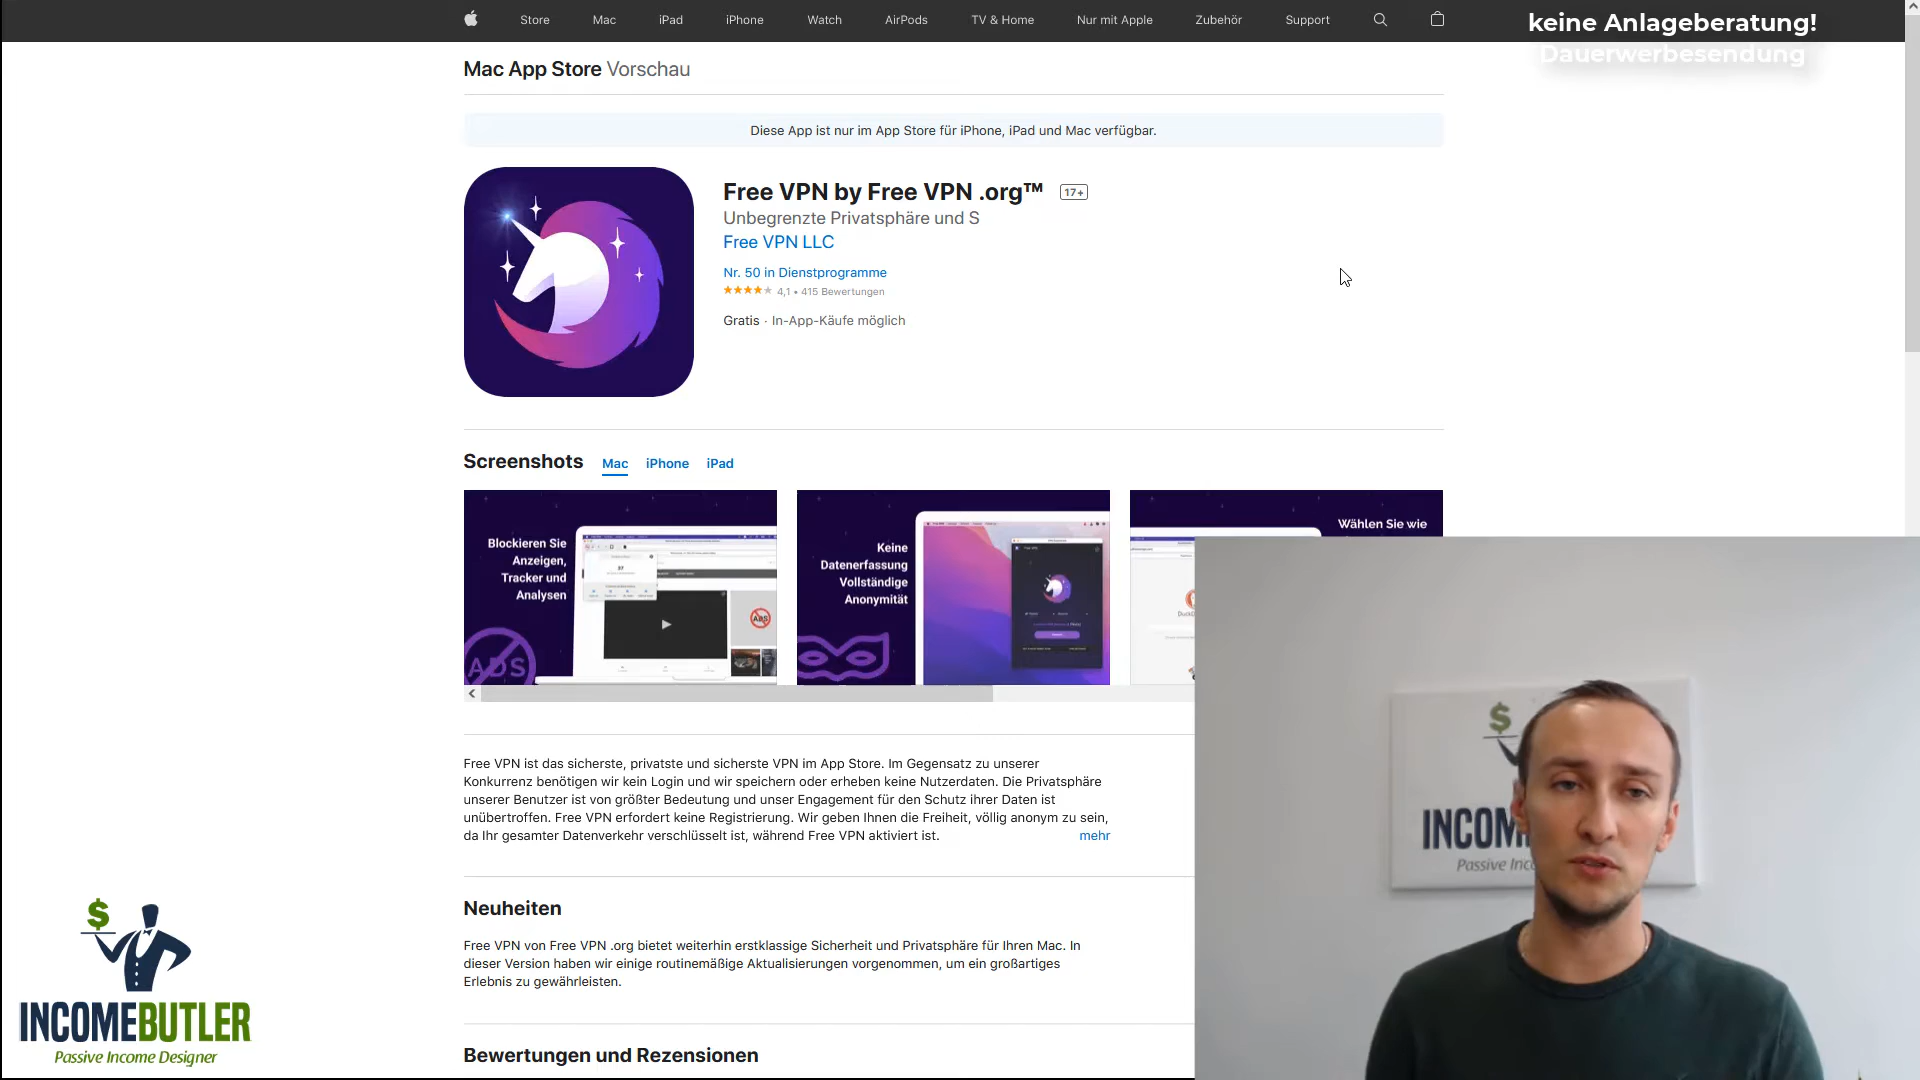 Store Mac iPad iPhone Watch AirPods TV & Home Nur mit Apple Zubehör Support
keine Anlageberatung!
Dauerwerbesendung
Mac App Store Vorschau
Diese App ist nur im App Store für iPhone, iPad und Mac verfügbar.
Free VPN by Free VPN .org™ 17+
Unbegrenzte Privatsphäre und S
Free VPN LLC
Nr. 50 in Dienstprogramme
4,1 • 415 Bewertungen
Gratis · In-App-Käufe möglich
Screenshots Mac iPhone iPad
Blockieren Sie
Anzeigen,
Tracker und
Analysen
ADS
ADS
Keine
Datenerfassung
Vollständige
Anonymität
Wählen Sie wie
Free VPN ist das sicherste, privatste und sicherste VPN im App Store. Im Gegensatz zu unserer
Konkurrenz benötigen wir kein Login und wir speichern oder erheben keine Nutzerdaten. Die Privatsphäre
unserer Benutzer ist von größter Bedeutung und unser Engagement für den Schutz ihrer Daten ist
unübertroffen. Free VPN erfordert keine Registrierung. Wir geben Ihnen die Freiheit, völlig anonym zu sein,
da Ihr gesamter Datenverkehr verschlüsselt ist, während Free VPN aktiviert ist. mehr
Neuheiten
Free VPN von Free VPN .org bietet weiterhin erstklassige Sicherheit und Privatsphäre für Ihren Mac. In
dieser Version haben wir einige routinemäßige Aktualisierungen vorgenommen, um ein großartiges
Erlebnis zu gewährleisten.
Bewertungen und Rezensionen
$
INCOM
Passive Inc
$
INCOMEBUTLER
Passive Income Designer